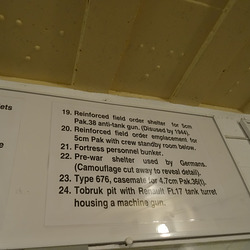 ets
e
19. Reinforced field order shelter for 5cm
Pak.38 anti-tank gun, (Disused by 1944).
20. Reinforced field order emplacement for
5cm Pak with crew standby room below.
21. Fortress personnel bunker.
22. Pre-war shelter used by Germans.
(Camouflage cut away to reveal detail).
23. Type 676, casemate for 4.7cm Pak.36(t).
24. Tobruk pit with Renault Ft.17 tank turret
housing a machine gun.